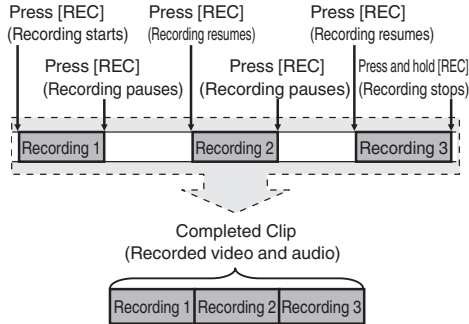 Press [REC]
(Recording starts)
Press [REC]
(Recording resumes)
Press [REC]
(Recording resumes)
Press [REC]
(Recording pauses)
Press [REC]
(Recording pauses)
Press and hold [REC]
(Recording stops)
Recording 1
Recording 2
Recording 3
Completed Clip
(Recorded video and audio)
Recording 1
Recording 2
Recording 3